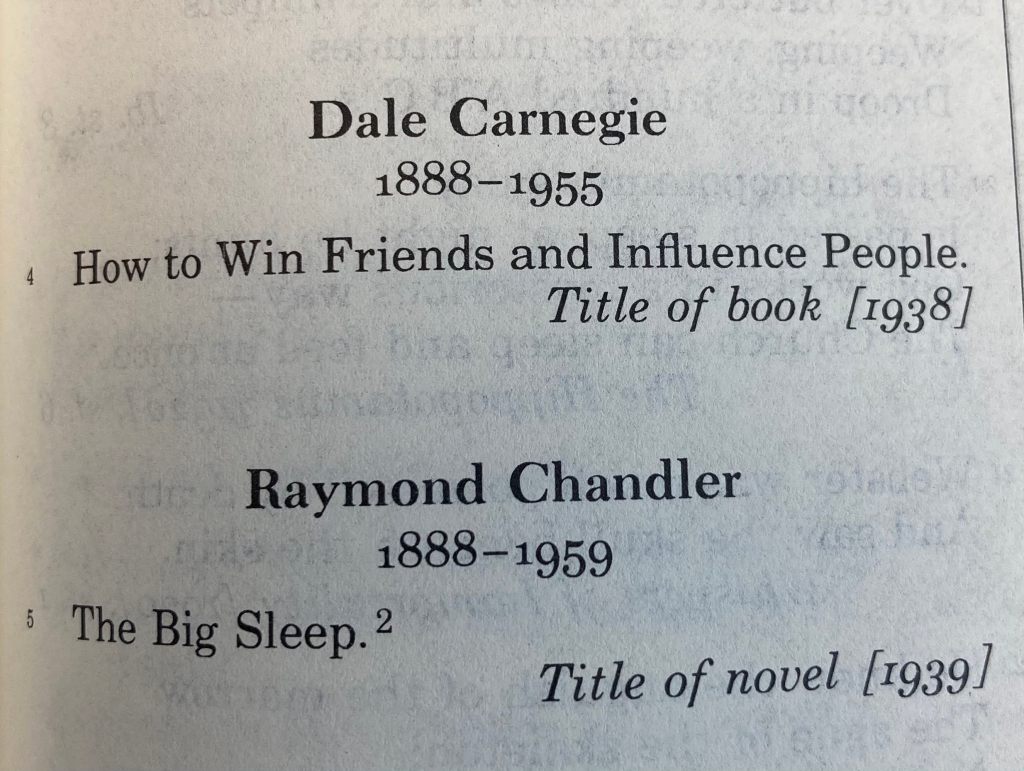 Dale Carnegie
1888–1955
4 How to Win Friends and Influence People.
Title of book [1938]
Raymond Chandler
1888–1959
5 The Big Sleep.²
Title of novel [1939]